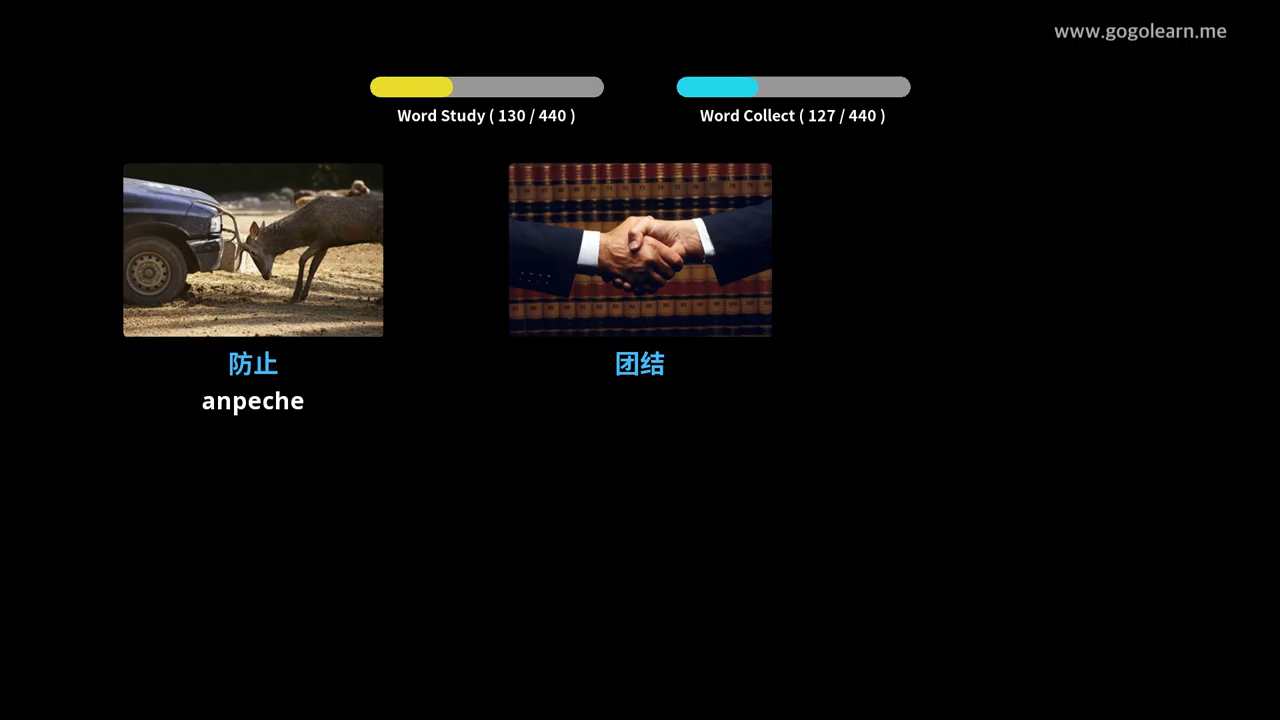 www.gogolearn.me
Word Study ( 130 / 440 )
Word Collect ( 127 / 440 )
防止
团结
anpeche